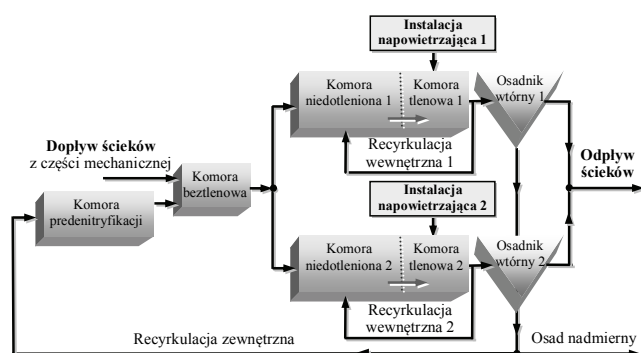 Instalacja
napowietrzająca 1
Komora
niedotleniona 1
Komora
tlenowa 1
Osadnik
wtórny 1
Recyrkulacja
wewnętrzna 1
Dopływ ścieków
z części mechanicznej
Komora
beztlenowa
Komora
predenitryfikacji
Odpływ
ścieków
Instalacja
napowietrzająca 2
Komora
niedotleniona 2
Komora
tlenowa 2
Osadnik
wtórny 2
Recyrkulacja
wewnętrzna 2
Recyrkulacja zewnętrzna
Osad nadmierny